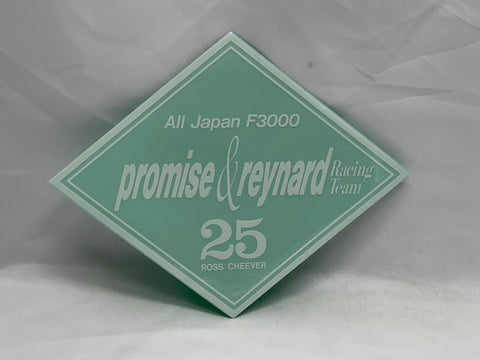 All Japan F3000
promise & reynard Racing Team
25
ROSS CHEEVER